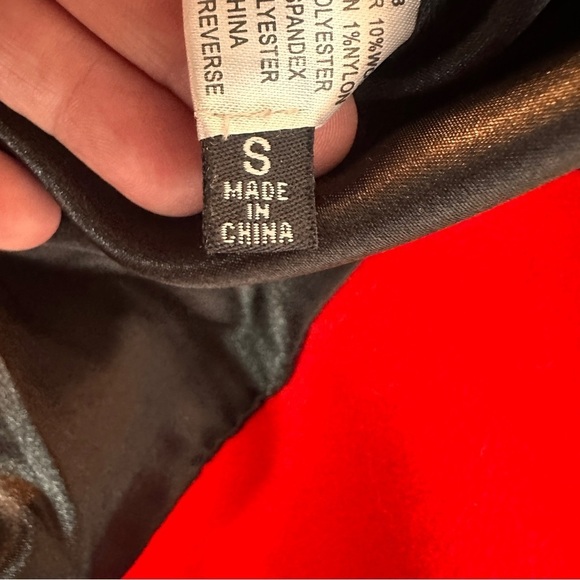 R 10%WO
N 1%NYLON
OLYESTER
SPANDEX
LYESTER
HINA
REVERSE
S
MADE
IN
CHINA